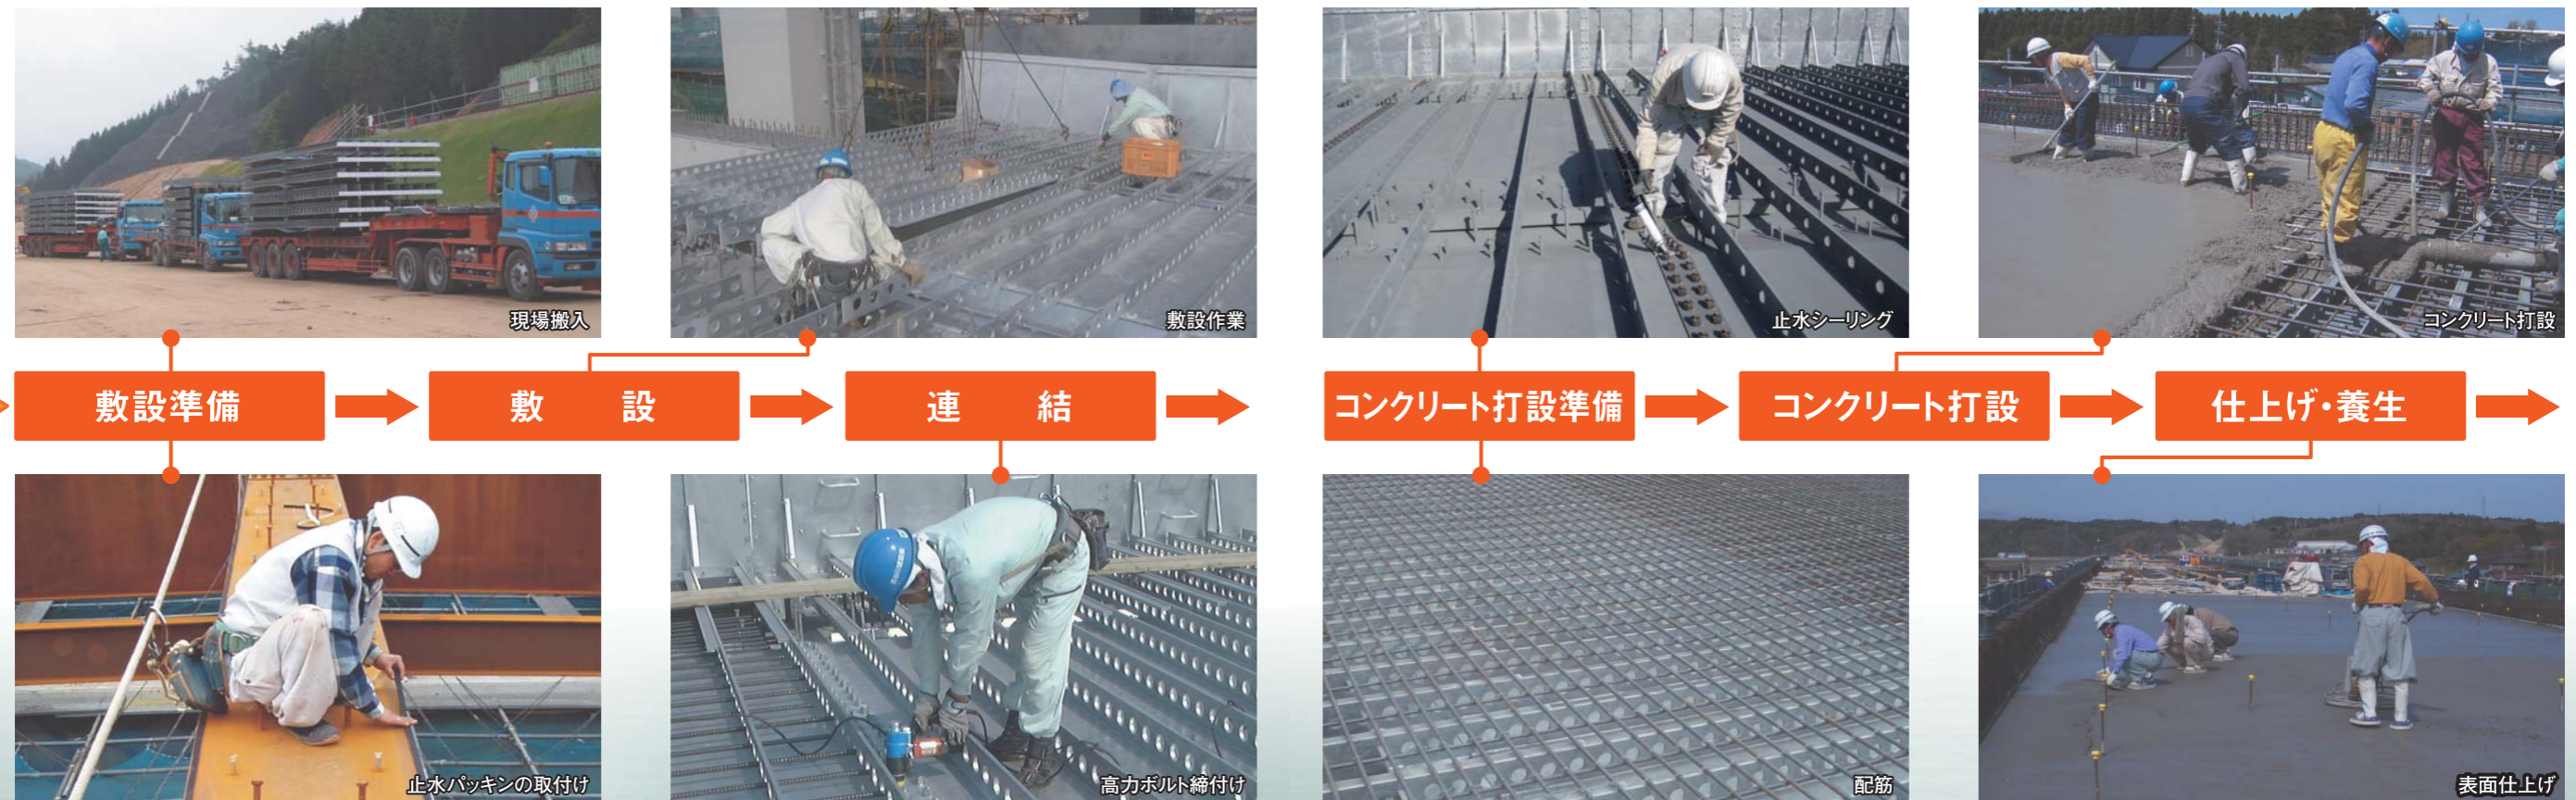 現場搬入
敷設作業
止水シーリング
コンクリート打設
敷設準備
敷 設
連 結
コンクリート打設準備
コンクリート打設
仕上げ・養生
止水パッキンの取付け
高力ボルト締付け
配筋
表面仕上げ